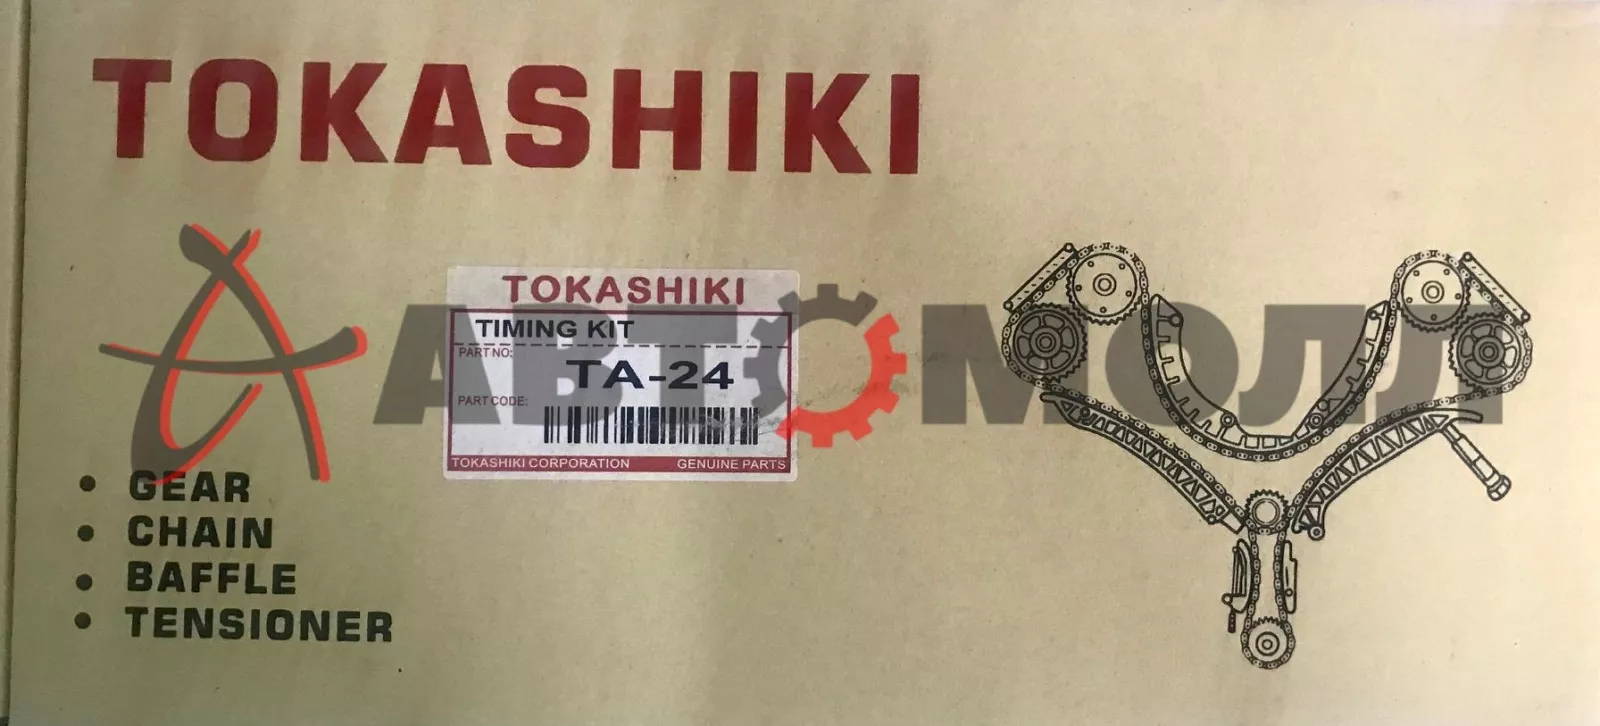 TOKASHIKI
TOKASHIKI
TIMING KIT
PART NO:
TA-24
PART CODE:
TOKASHIKI CORPORATION GENUINE PARTS
АВТОМОЛЛ
• GEAR
• CHAIN
• BAFFLE
• TENSIONER